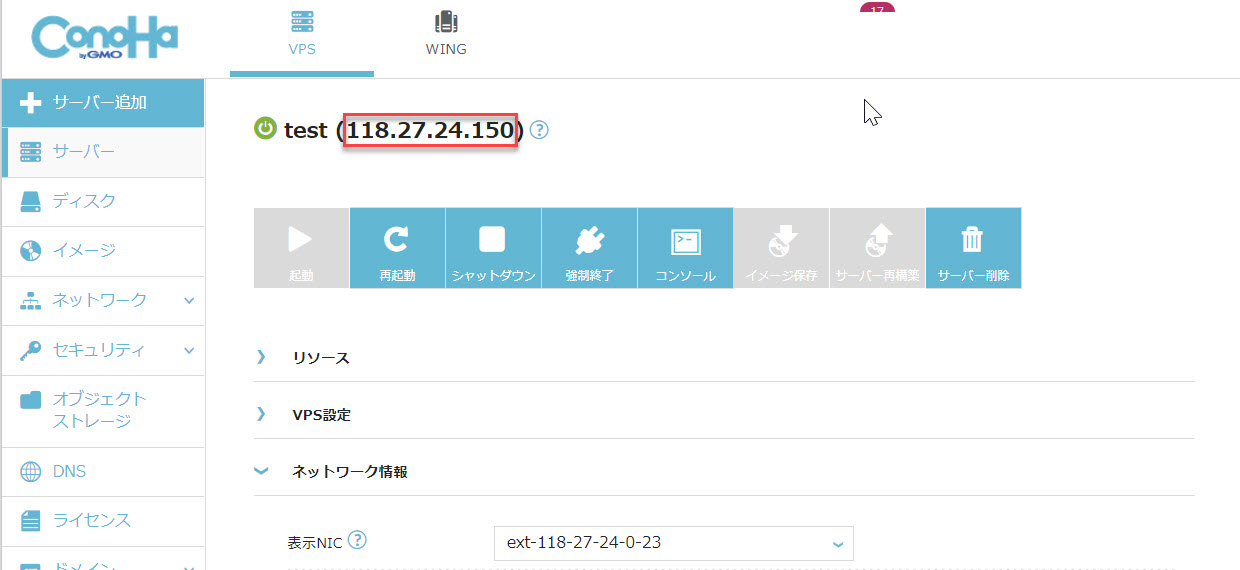 ConoHa
by GMO
VPS
WING
17
サーバー追加
サーバー
ディスク
イメージ
ネットワーク
セキュリティ
オブジェクト
ストレージ
DNS
ライセンス
ドメイン
test (118.27.24.150) ?
起動
再起動
シャットダウン
強制終了
コンソール
イメージ保存
サーバー再構築
サーバー削除
リソース
VPS設定
ネットワーク情報
表示NIC ?
ext-118-27-24-0-23